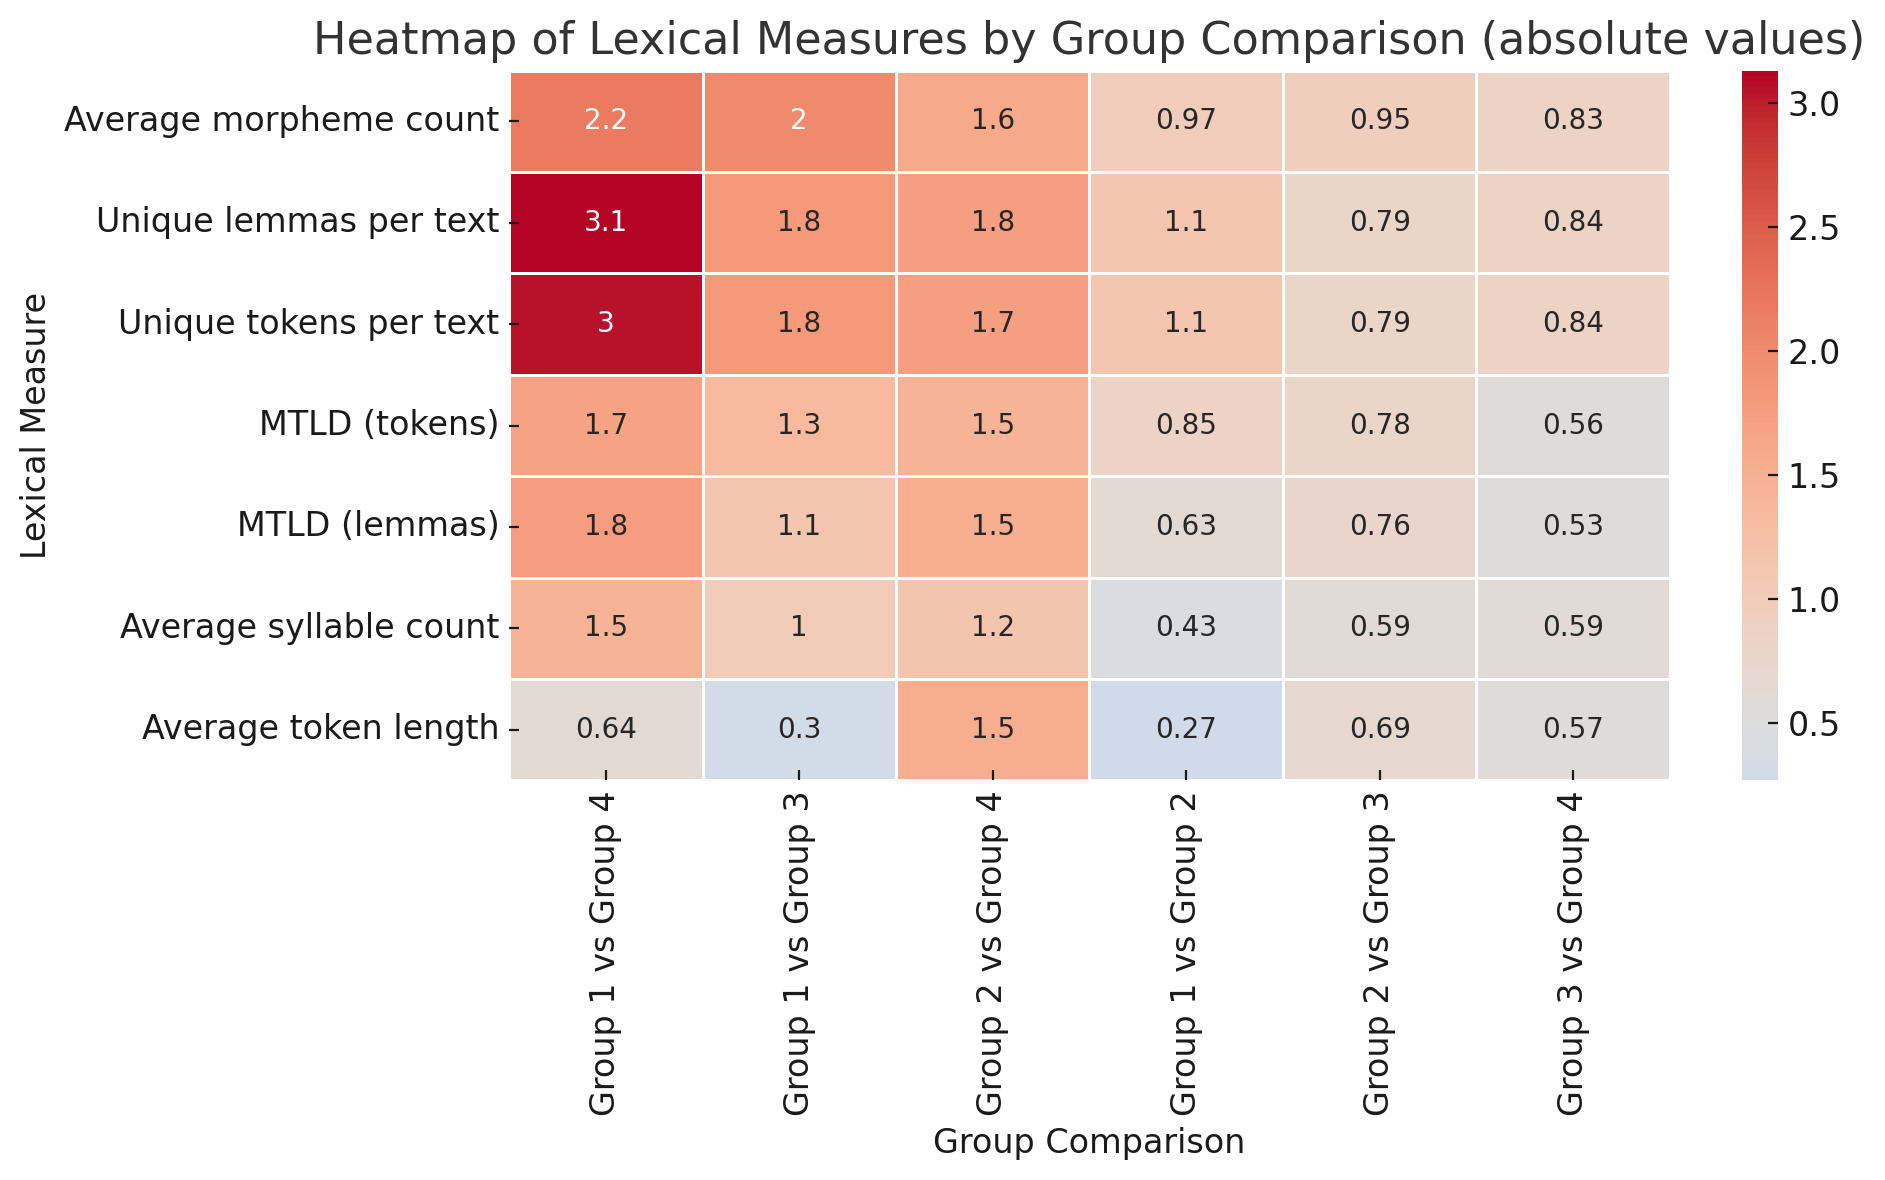 Heatmap of Lexical Measures by Group Comparison (absolute values)
Lexical Measure
Average morpheme count 2.2 2 1.6 0.97 0.95 0.83
Unique lemmas per text 3.1 1.8 1.8 1.1 0.79 0.84
Unique tokens per text 3 1.8 1.7 1.1 0.79 0.84
MTLD (tokens) 1.7 1.3 1.5 0.85 0.78 0.56
MTLD (lemmas) 1.8 1.1 1.5 0.63 0.76 0.53
Average syllable count 1.5 1 1.2 0.43 0.59 0.59
Average token length 0.64 0.3 1.5 0.27 0.69 0.57
Group 1 vs Group 4
Group 1 vs Group 3
Group 2 vs Group 4
Group 1 vs Group 2
Group 2 vs Group 3
Group 3 vs Group 4
Group Comparison
3.0
2.5
2.0
1.5
1.0
0.5